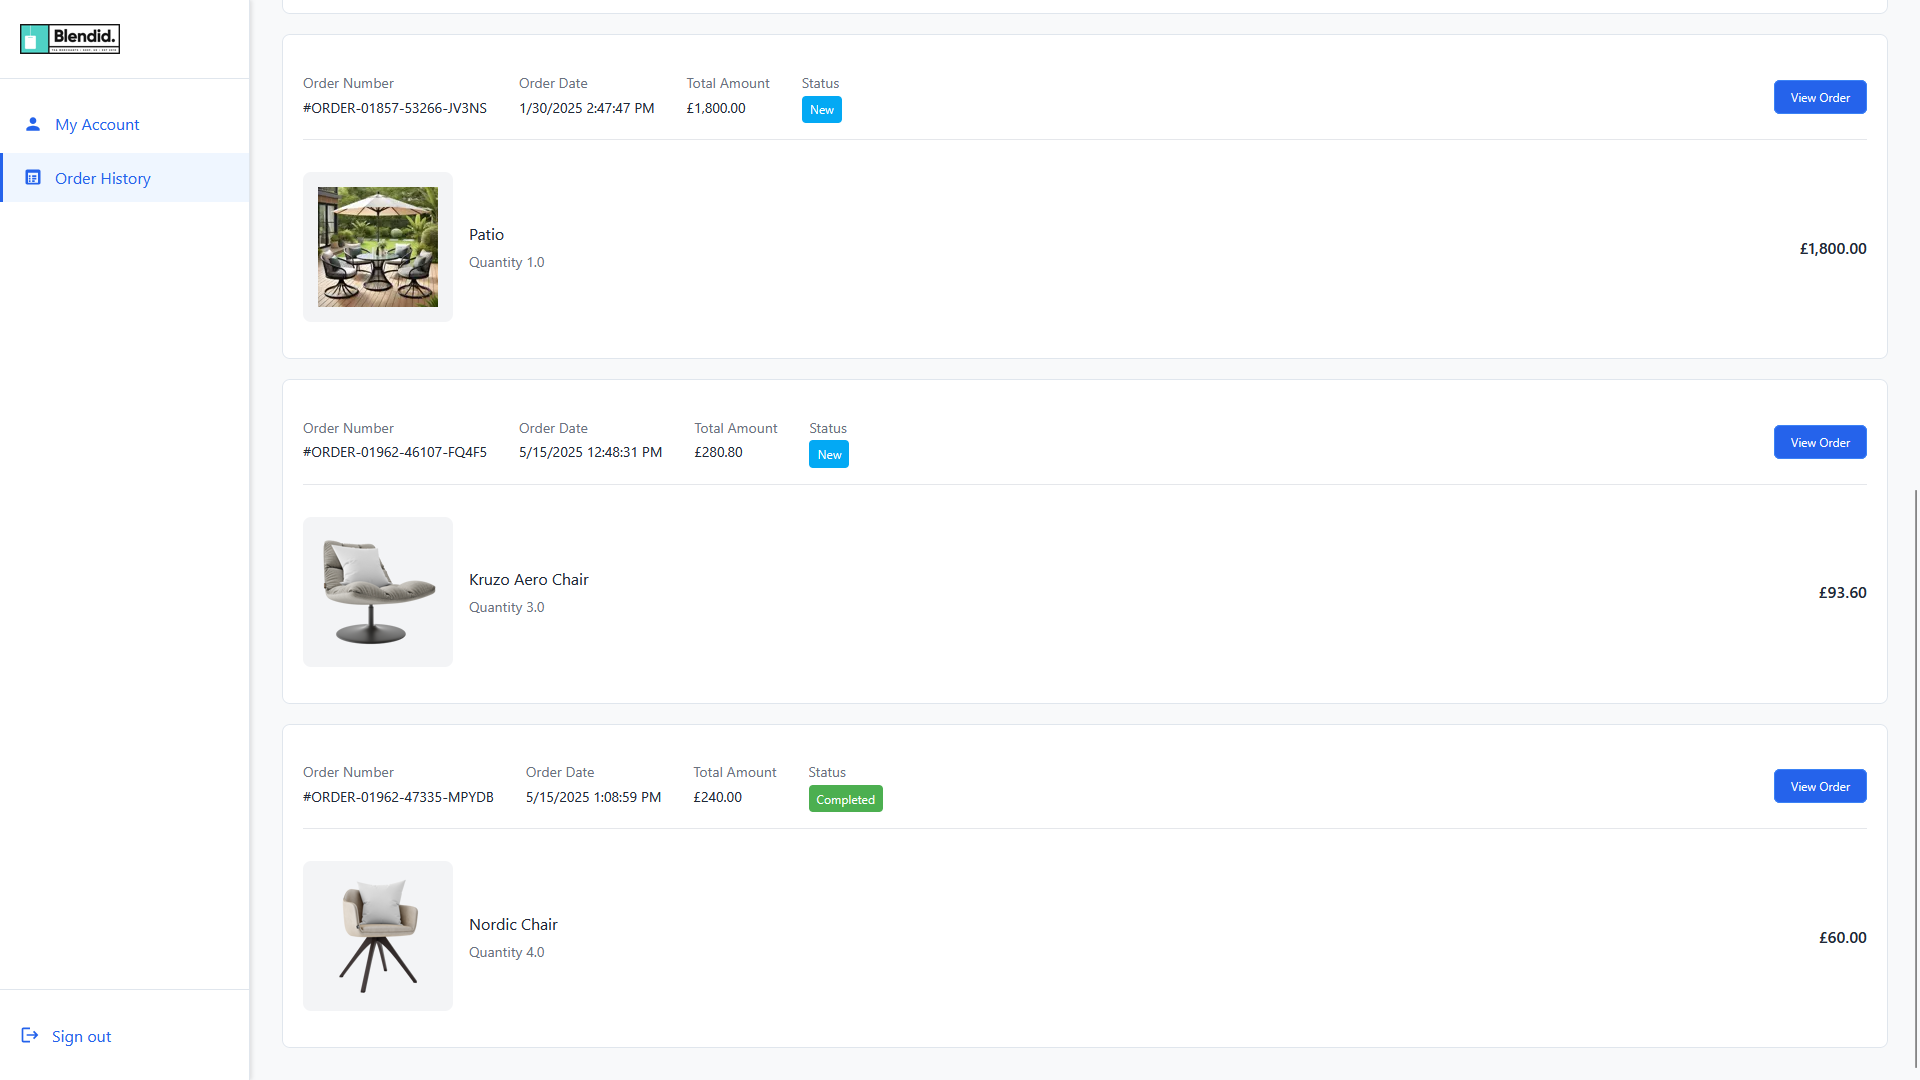 Blendid.
My Account
Order History
Sign out
Order Number Order Date Total Amount Status
#ORDER-01857-53266-JV3NS 1/30/2025 2:47:47 PM £1,800.00 New View Order
Patio
Quantity 1.0
£1,800.00
Order Number Order Date Total Amount Status
#ORDER-01962-46107-FQ4F5 5/15/2025 12:48:31 PM £280.80 New View Order
Kruzo Aero Chair
Quantity 3.0
£93.60
Order Number Order Date Total Amount Status
#ORDER-01962-47335-MPYDB 5/15/2025 1:08:59 PM £240.00 Completed View Order
Nordic Chair
Quantity 4.0
£60.00